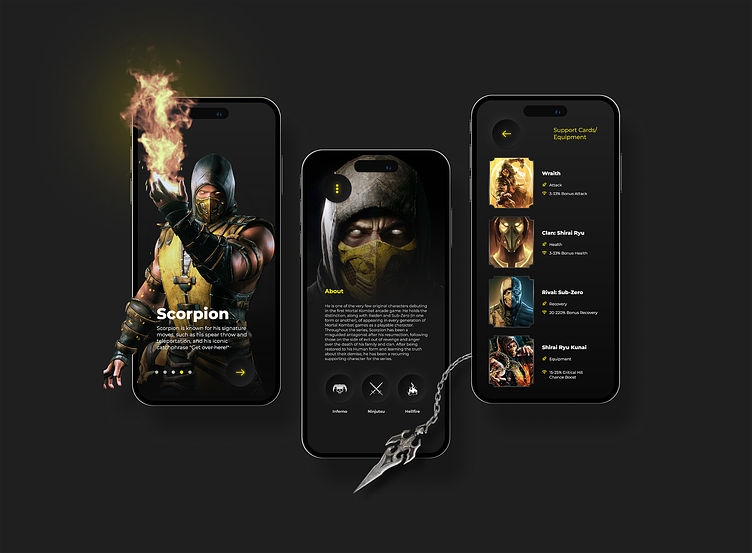 Scorpion
Scorpion is known for his signature
moves, such as his spear throw and
teleportation, and his iconic
catchphrase "Get over here!"
About
He is one of the very few original characters debuting
in the first Mortal Kombat arcade game. He holds the
distinction, along with Raiden and Sub-Zero (in one
form or another), of appearing in every generation of
Mortal Kombat games as a playable character.
Throughout the series, Scorpion has been a
misguided antagonist after his resurrection, following
those on the side evil out of revenge and anger
over the death of his family and clan. After being
restored to his human form and learning the truth
about their demise, he has been a recurring
supporting character for the series.
Inferno
Ninjutsu
Hellfire
Support Cards/
Equipment
Wraith
Attack
3-33% Bonus Attack
Clan: Shirai Ryu
Health
3-33% Bonus Health
Rival: Sub-Zero
Recovery
20-220% Bonus Recovery
Shirai Ryu Kunai
Equipment
15-25% Critical Hit
Chance Boost